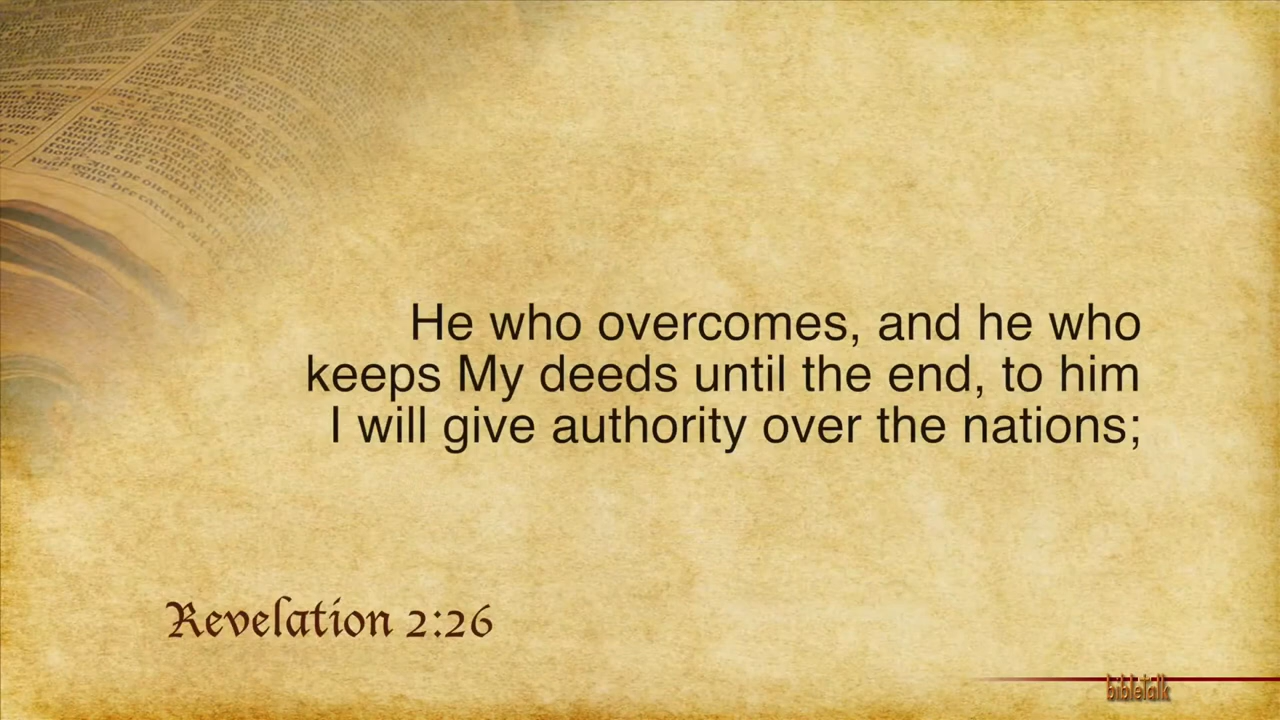 He who overcomes, and he who
keeps My deeds until the end, to him
I will give authority over the nations;
Revelation 2:26
bibletalk